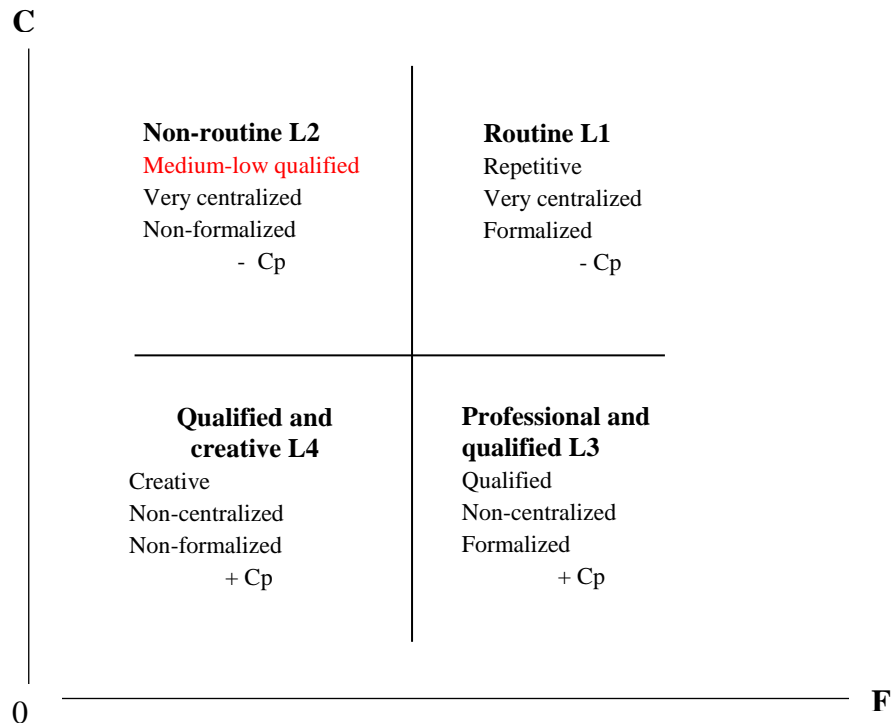 C
Non-routine L2
Medium-low qualified
Very centralized
Non-formalized
- Cp
Routine L1
Repetitive
Very centralized
Formalized
- Cp
Qualified and
creative L4
Creative
Non-centralized
Non-formalized
+ Cp
Professional and
qualified L3
Qualified
Non-centralized
Formalized
+ Cp
0
F